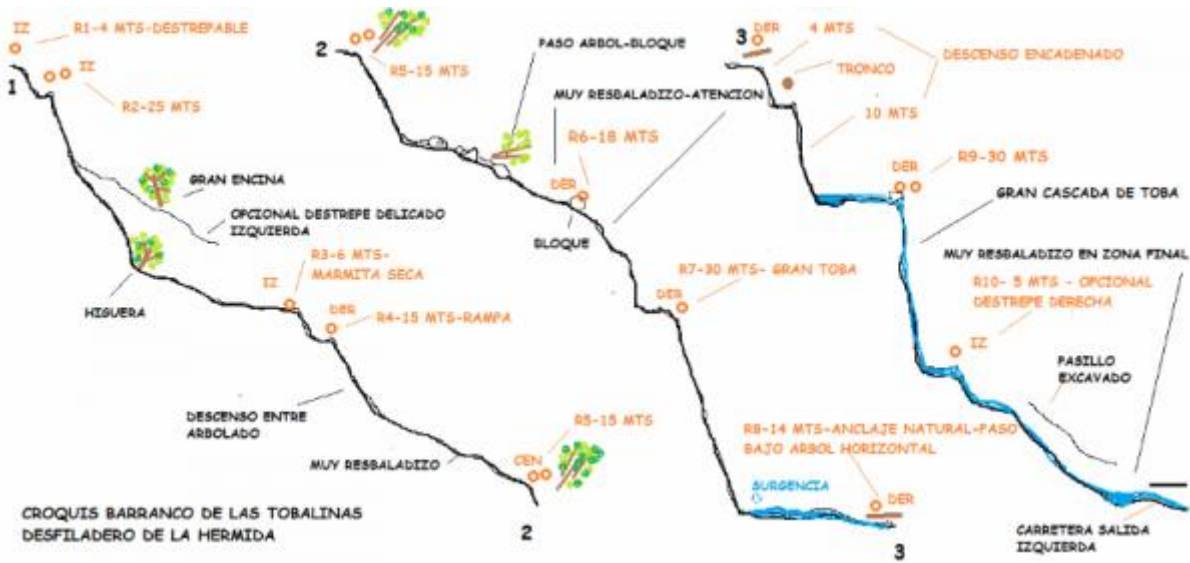 IZ
R1-4 MTS-DESTREPABLE
1
IZ
R2-25 MTS
GRAN ENCINA
OPCIONAL DESTREPE DELICADO
IZQUIERDA
HIGUERA
IZ
R3-6 MTS-
MARMITA SECA
DER
R4-15 MTS-RAMPA
DESCENSO ENTRE
ARBOLADO
MUY RESBALADIZO
CEN
R5-15 MTS
2
CROQUIS BARRANCO DE LAS TOBALINAS
DESFILADERO DE LA HERMIDA
2
R5-15 MTS
PASO ARBOL-BLOQUE
MUY RESBALADIZO-ATENCION
R6-18 MTS
DER
BLOQUE
DER
R7-30 MTS- GRAN TOBA
R8-14 MTS-ANCLAJE NATURAL-PASO
BAJO ARBOL HORIZONTAL
SURGENCIA
DER
3
3
DER
4 MTS
DESCENSO ENCADENADO
TRONCO
10 MTS
DER
R9-30 MTS
GRAN CASCADA DE TOBA
MUY RESBALADIZO EN ZONA FINAL
R10- 5 MTS - OPCIONAL
DESTREPE DERECHA
IZ
PASILLO
EXCAVADO
CARRETERA SALIDA
IZQUIERDA